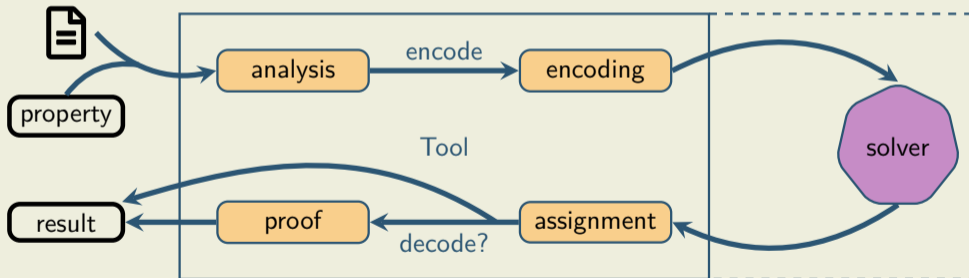 encode
analysis
encoding
property
Tool
solver
result
proof
assignment
decode?